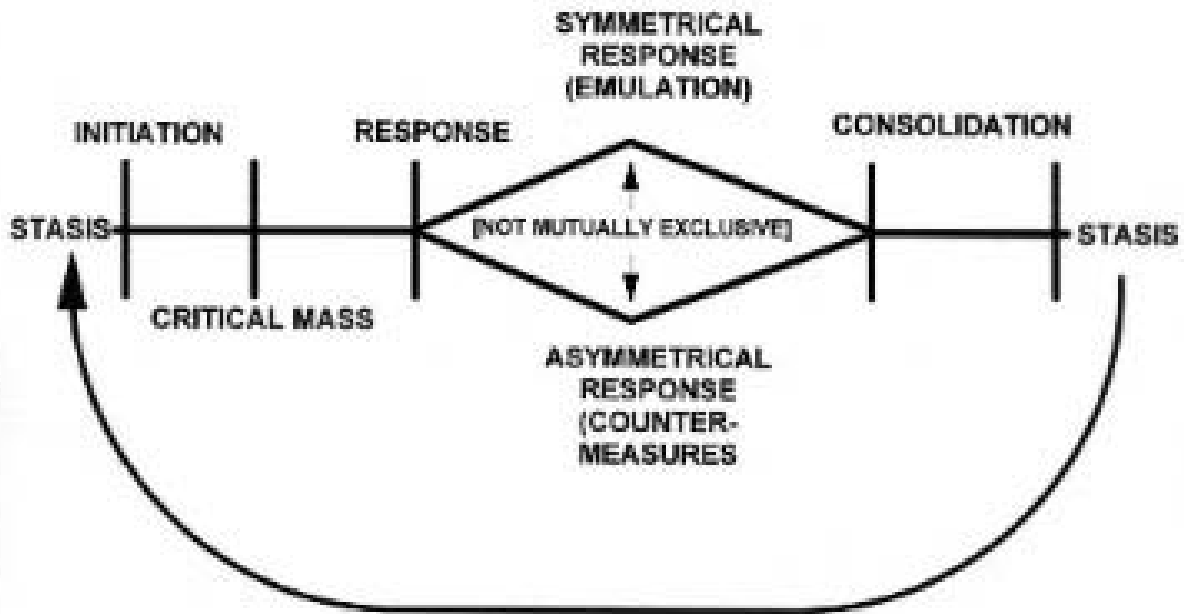 SYMMETRICAL
RESPONSE
(EMULATION)
INITIATION
RESPONSE
CONSOLIDATION
STASIS
[NOT MUTUALLY EXCLUSIVE]
STASIS
CRITICAL MASS
ASYMMETRICAL
RESPONSE
(COUNTER-
MEASURES